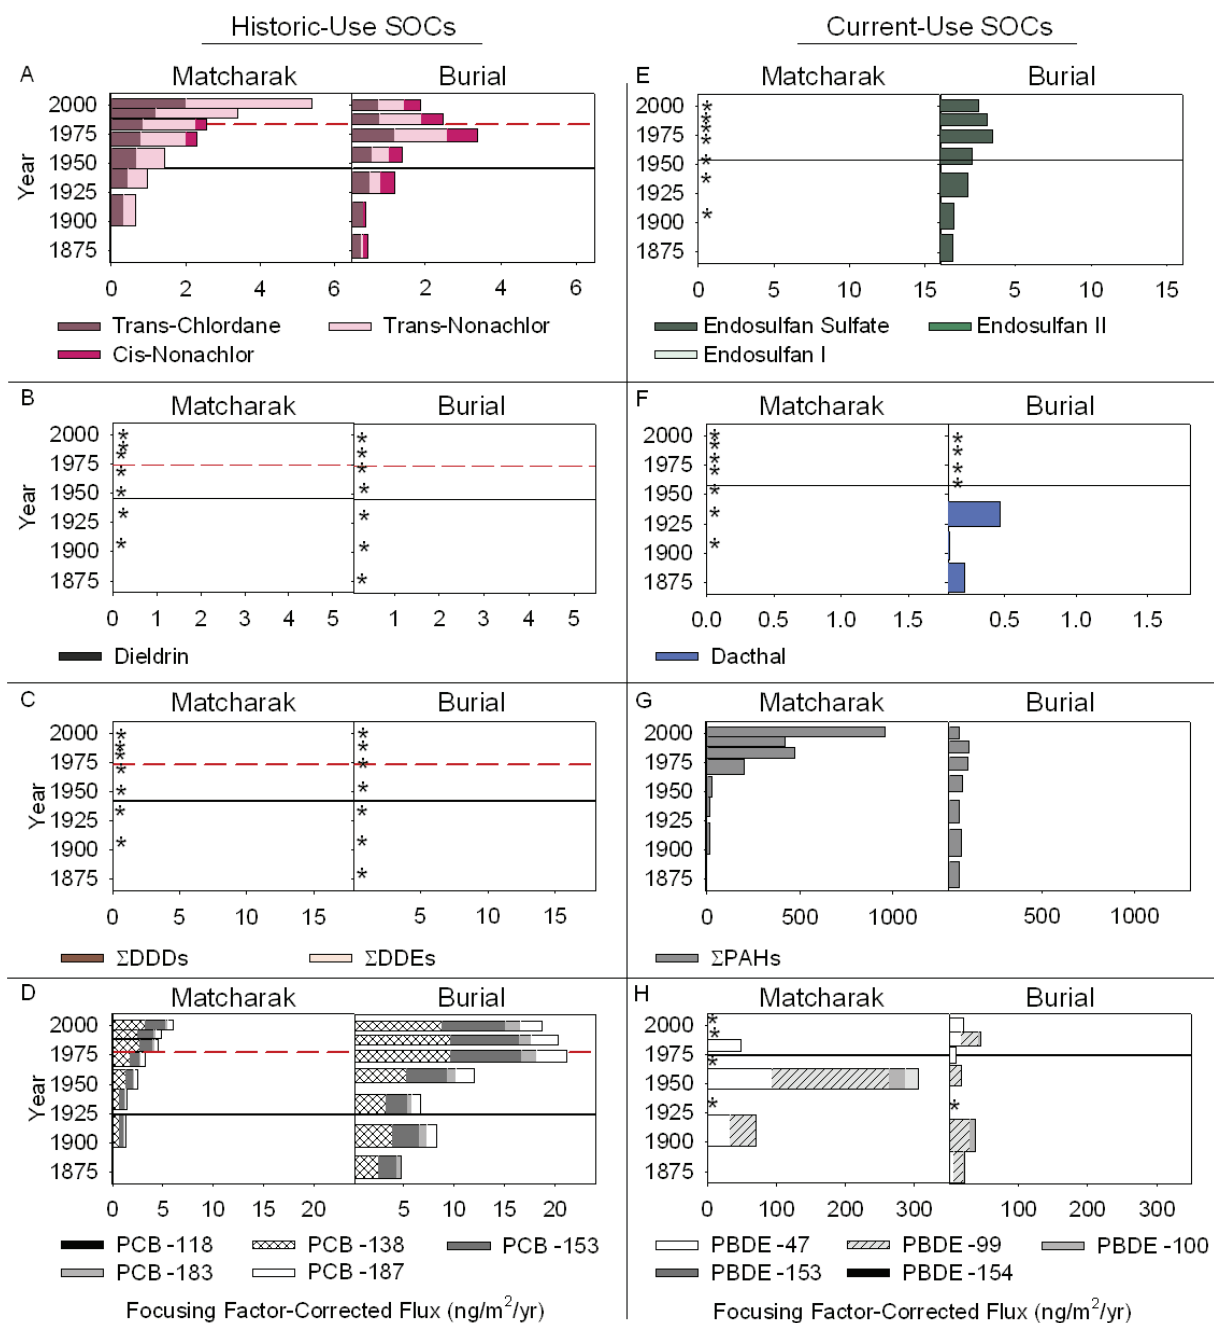 Historic-Use SOCs
Current-Use SOCs
A
Matcharak
Burial
2000
1975
1950
1925
1900
1875
Year
0 2 4 6 2 4 6
Trans-Chlordane Trans-Nonachlor
Cis-Nonachlor
E
Matcharak
Burial
2000
1975
1950
1925
1900
1875
0 5 10 15 5 10 15
Endosulfan Sulfate Endosulfan II
Endosulfan I
B
Matcharak
Burial
2000
1975
1950
1925
1900
1875
Year
0 1 2 3 4 5 1 2 3 4 5
Dieldrin
F
Matcharak
Burial
2000
1975
1950
1925
1900
1875
0.0 0.5 1.0 1.5 0.5 1.0 1.5
Dacthal
C
Matcharak
Burial
2000
1975
1950
1925
1900
1875
Year
0 5 10 15 5 10 15
ΣDDDs ΣDDEs
G
Matcharak
Burial
2000
1975
1950
1925
1900
1875
0 500 1000 500 1000
ΣPAHs
D
Matcharak
Burial
2000
1975
1950
1925
1900
1875
Year
0 5 10 15 20 5 10 15 20
PCB -118 PCB -138 PCB -153
PCB -183 PCB -187
Focusing Factor-Corrected Flux (ng/m²/yr)
H
Matcharak
Burial
2000
1975
1950
1925
1900
1875
0 100 200 300 100 200 300
PBDE -47 PBDE -99 PBDE -100
PBDE -153 PBDE -154
Focusing Factor-Corrected Flux (ng/m²/yr)